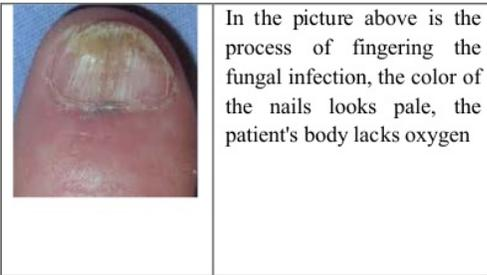 In the picture above is the
process of fingering the
fungal infection, the color of
the nails looks pale, the
patient's body lacks oxygen